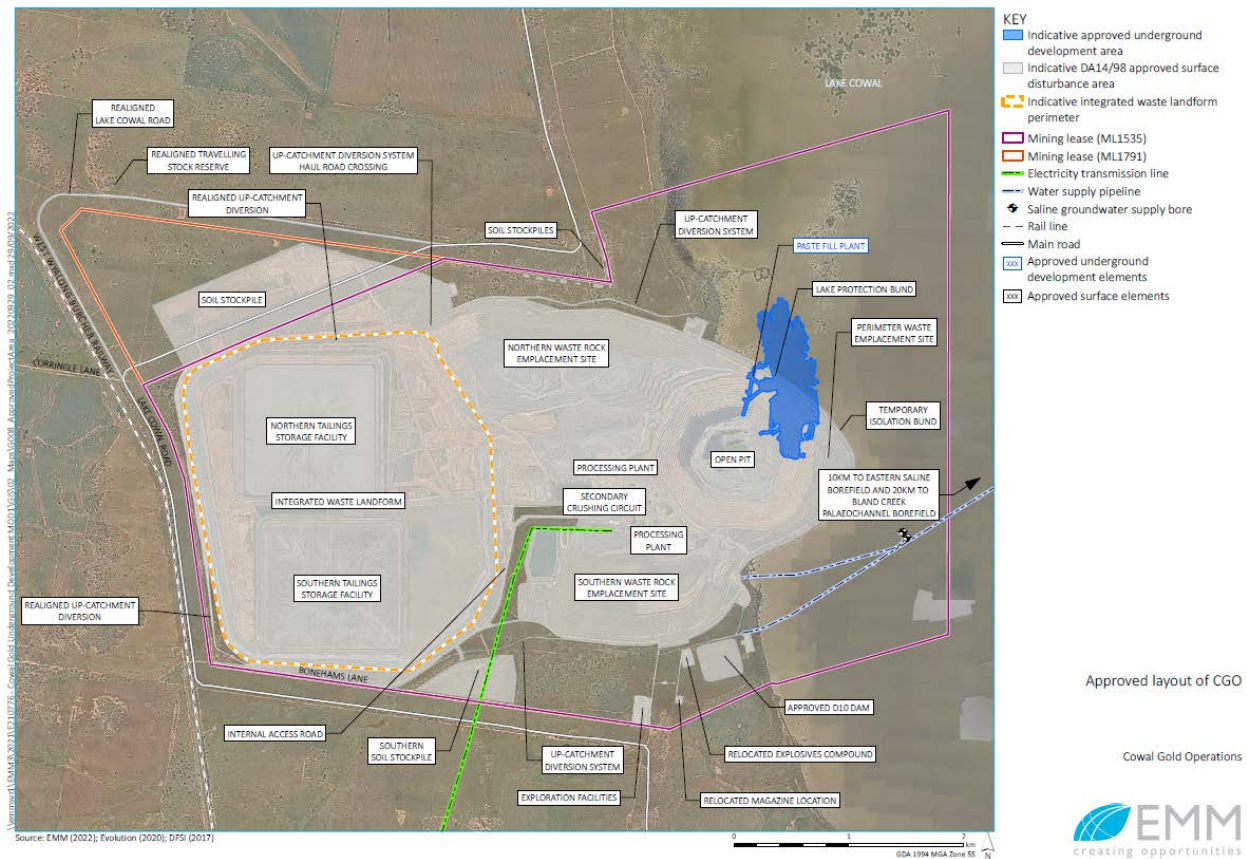 LAKE COWAL
REALIGNED
LAKE COWAL ROAD
REALIGNED TRAVELLING
STOCK RESERVE
UP-CATCHMENT DIVERSION SYSTEM
HAUL ROAD CROSSING
REALIGNED UP-CATCHMENT
DIVERSION
SOIL STOCKPILES
UP-CATCHMENT
DIVERSION SYSTEM
PASTE FILL PLANT
LAKE PROTECTION BUND
SOIL STOCKPILE
WEST WYALONG BURCHER RAILWAY
CORRINGLE LANE
LAKE COWAL ROAD
NORTHERN WASTE ROCK
EMPLACEMENT SITE
PERIMETER WASTE
EMPLACEMENT SITE
TEMPORARY
ISOLATION BUND
NORTHERN TAILINGS
STORAGE FACILITY
OPEN PIT
PROCESSING PLANT
INTEGRATED WASTE LANDFORM
SECONDARY
CRUSHING CIRCUIT
10KM TO EASTERN SALINE
BOREFIELD AND 20KM TO
BLAND CREEK
PALAEOCHANNEL BOREFIELD
PROCESSING
PLANT
SOUTHERN TAILINGS
STORAGE FACILITY
SOUTHERN WASTE ROCK
EMPLACEMENT SITE
REALIGNED UP-CATCHMENT
DIVERSION
BONEHAMS LANE
INTERNAL ACCESS ROAD
SOUTHERN
SOIL STOCKPILE
UP-CATCHMENT
DIVERSION SYSTEM
EXPLORATION FACILITIES
APPROVED D10 DAM
RELOCATED EXPLOSIVES COMPOUND
RELOCATED MAGAZINE LOCATION
Source: EMM (2022); Evolution (2020); DFSI (2017)
0 1 2
km
GDA 1994 MGA Zone 55
N
KEY
Indicative approved underground
development area
Indicative DA14/98 approved surface
disturbance area
Indicative integrated waste landform
perimeter
Mining lease (ML1535)
Mining lease (ML1791)
Electricity transmission line
Water supply pipeline
Saline groundwater supply bore
Rail line
Main road
xxx Approved underground
development elements
xxx Approved surface elements
Approved layout of CGO
Cowal Gold Operations
EMM
creating opportunities